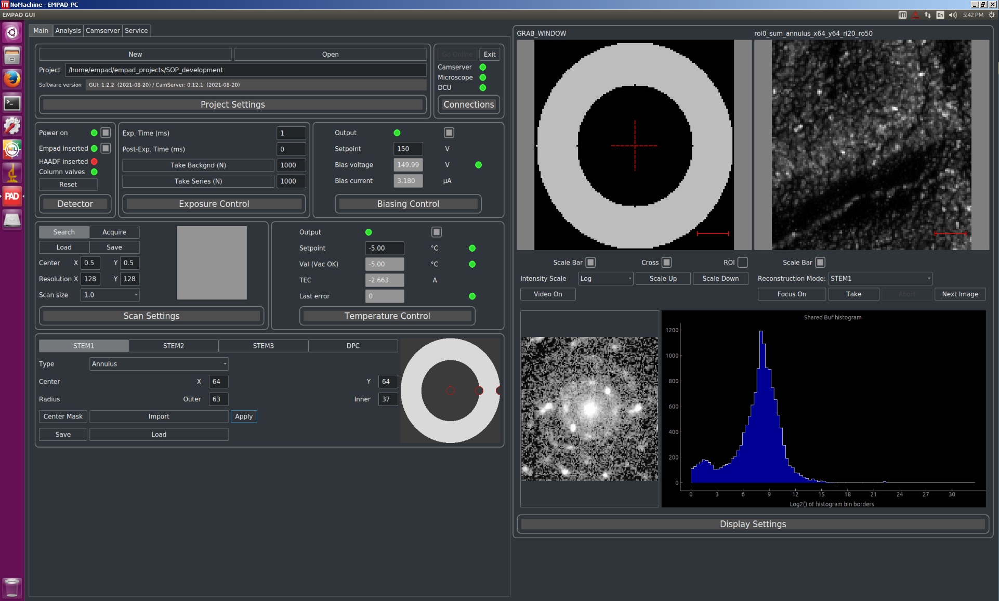 NoMachine - EMPAD-PC
EMPAD GUI
En
5:42 PM
Main Analysis Camserver Service
New Open
Project /home/empad/empad_projects/SOP_development
Software version GUI: 1.2.2 (2021-08-20) / CamServer: 0.12.1 (2021-08-20)
Project Settings
Go Online Exit
Camserver
Microscope
DCU
Connections
Power on
Empad inserted
HAADF inserted
Column valves
Reset
Detector
Exp. Time (ms) 1
Post-Exp. Time (ms) 0
Take Backgnd (N) 1000
Take Series (N) 1000
Exposure Control
Output
Setpoint 150 V
Bias voltage 149.99 V
Bias current 3.180 µA
Biasing Control
Search Acquire
Load Save
Center X 0.5 Y 0.5
Resolution X 128 Y 128
Scan size 1.0
Scan Settings
Output
Setpoint -5.00 °C
Val (Vac OK) -5.00 °C
TEC -2.663 A
Last error 0
Temperature Control
STEM1 STEM2 STEM3 DPC
Type Annulus
Center X 64 Y 64
Radius Outer 63 Inner 37
Center Mask Import Apply
Save Load
MIL
PAD
GRAB_WINDOW
roi0_sum_annulus_x64_y64_ri20_ro50
Scale Bar Cross ROI Scale Bar
Intensity Scale Log Scale Up Scale Down Reconstruction Mode: STEM1
Video On Focus On Take Abort Next Image
Shared Buf histogram
1200
1000
800
600
400
200
0
0 3 6 9 12 15 18 21 24 27 30
Log2() of histogram bin borders
Display Settings